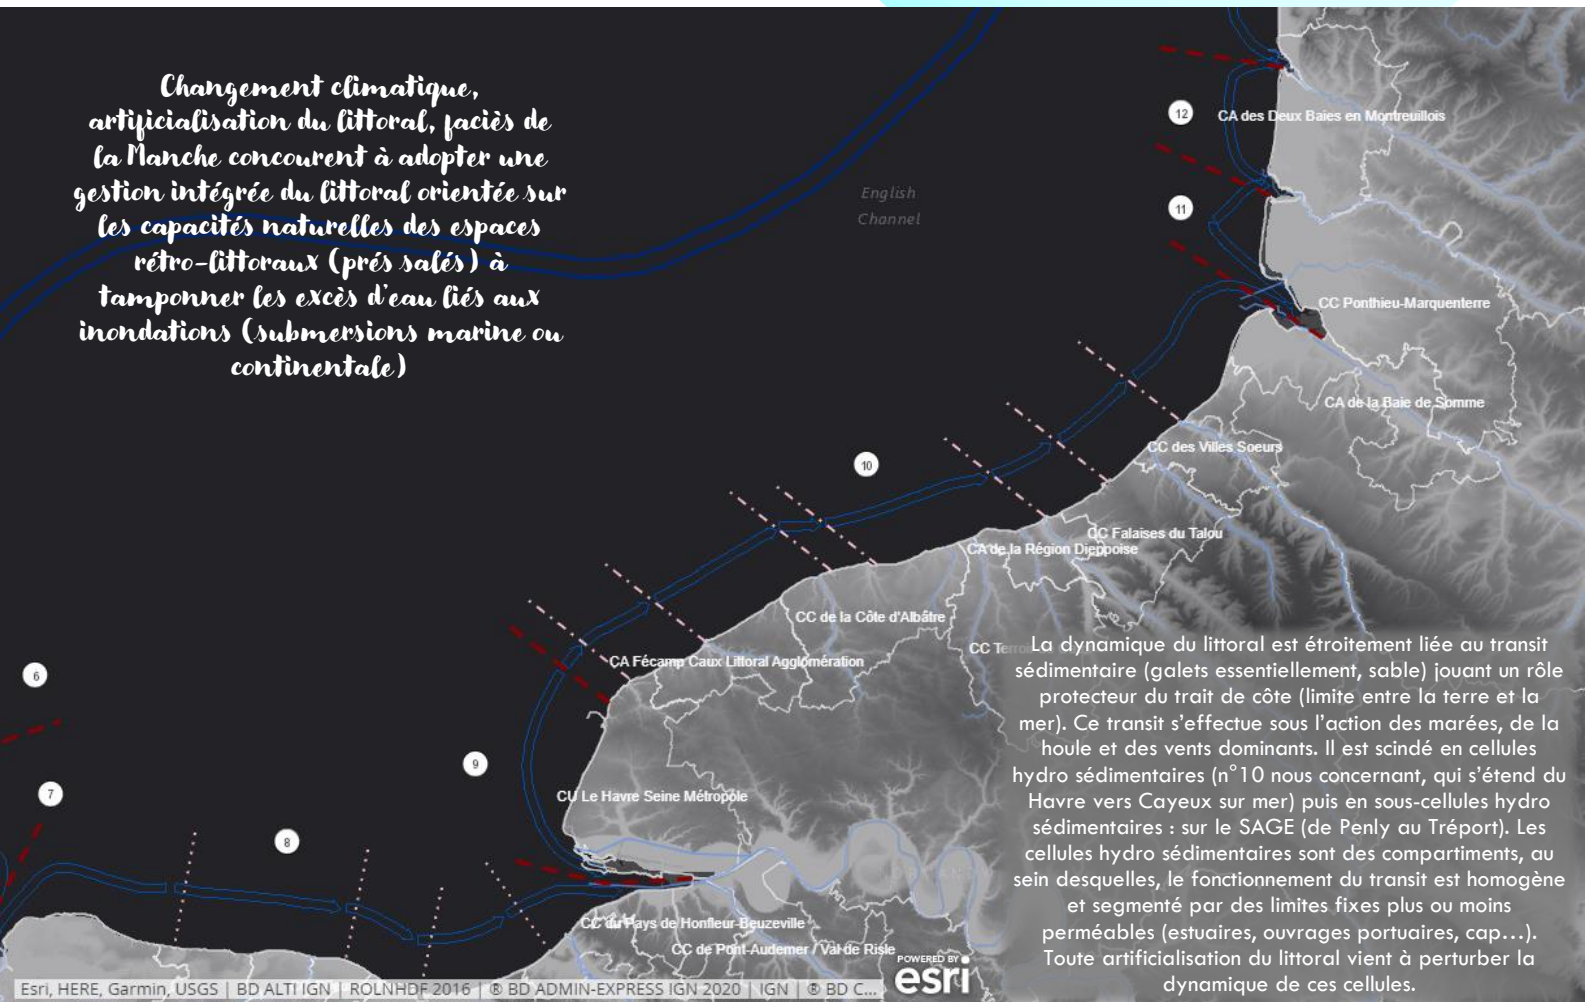 Changement climatique,
artificialisation du littoral, faciès de
la Manche concourent à adopter une
gestion intégrée du littoral orientée sur
les capacités naturelles des espaces
rétro-littoraux (prés salés) à
tamponner les excès d'eau liés aux
inondations (submersions marine ou
continentale)
English
Channel
12
CA des Deux Baies en Montreuillois
11
CC Ponthieu-Marquenterre
CA de la Baie de Somme
CC des Villes Soeurs
10
CC Falaises du Talou
CA de la Région Dieppoise
CC de la Côte d'Albâtre
CC
CA Fécamp Caux Littoral Agglomération
6
9
7
CU Le Havre Seine Métropole
8
CC du Pays de Honfleur-Beuzeville
CC de Pont-Audemer / Val de Risle
La dynamique du littoral est étroitement liée au transit
sédimentaire (galets essentiellement, sable) jouant un rôle
protecteur du trait de côte (limite entre la terre et la
mer). Ce transit s'effectue sous l'action des marées, de la
houle et des vents dominants. Il est scindé en cellules
hydro sédimentaires (n°10 nous concernant, qui s'étend du
Havre vers Cayeux sur mer) puis en sous-cellules hydro
sédimentaires : sur le SAGE (de Penly au Tréport). Les
cellules hydro sédimentaires sont des compartiments, au
sein desquelles, le fonctionnement du transit est homogène
et segmenté par des limites fixes plus ou moins
perméables (estuaires, ouvrages portuaires, cap...).
Toute artificialisation du littoral vient à perturber la
dynamique de ces cellules.
POWERED BY
esri
Esri, HERE, Garmin, USGS | BD ALTI IGN | ROLNHDF 2016 | ® BD ADMIN-EXPRESS IGN 2020 | IGN | ® BD C...